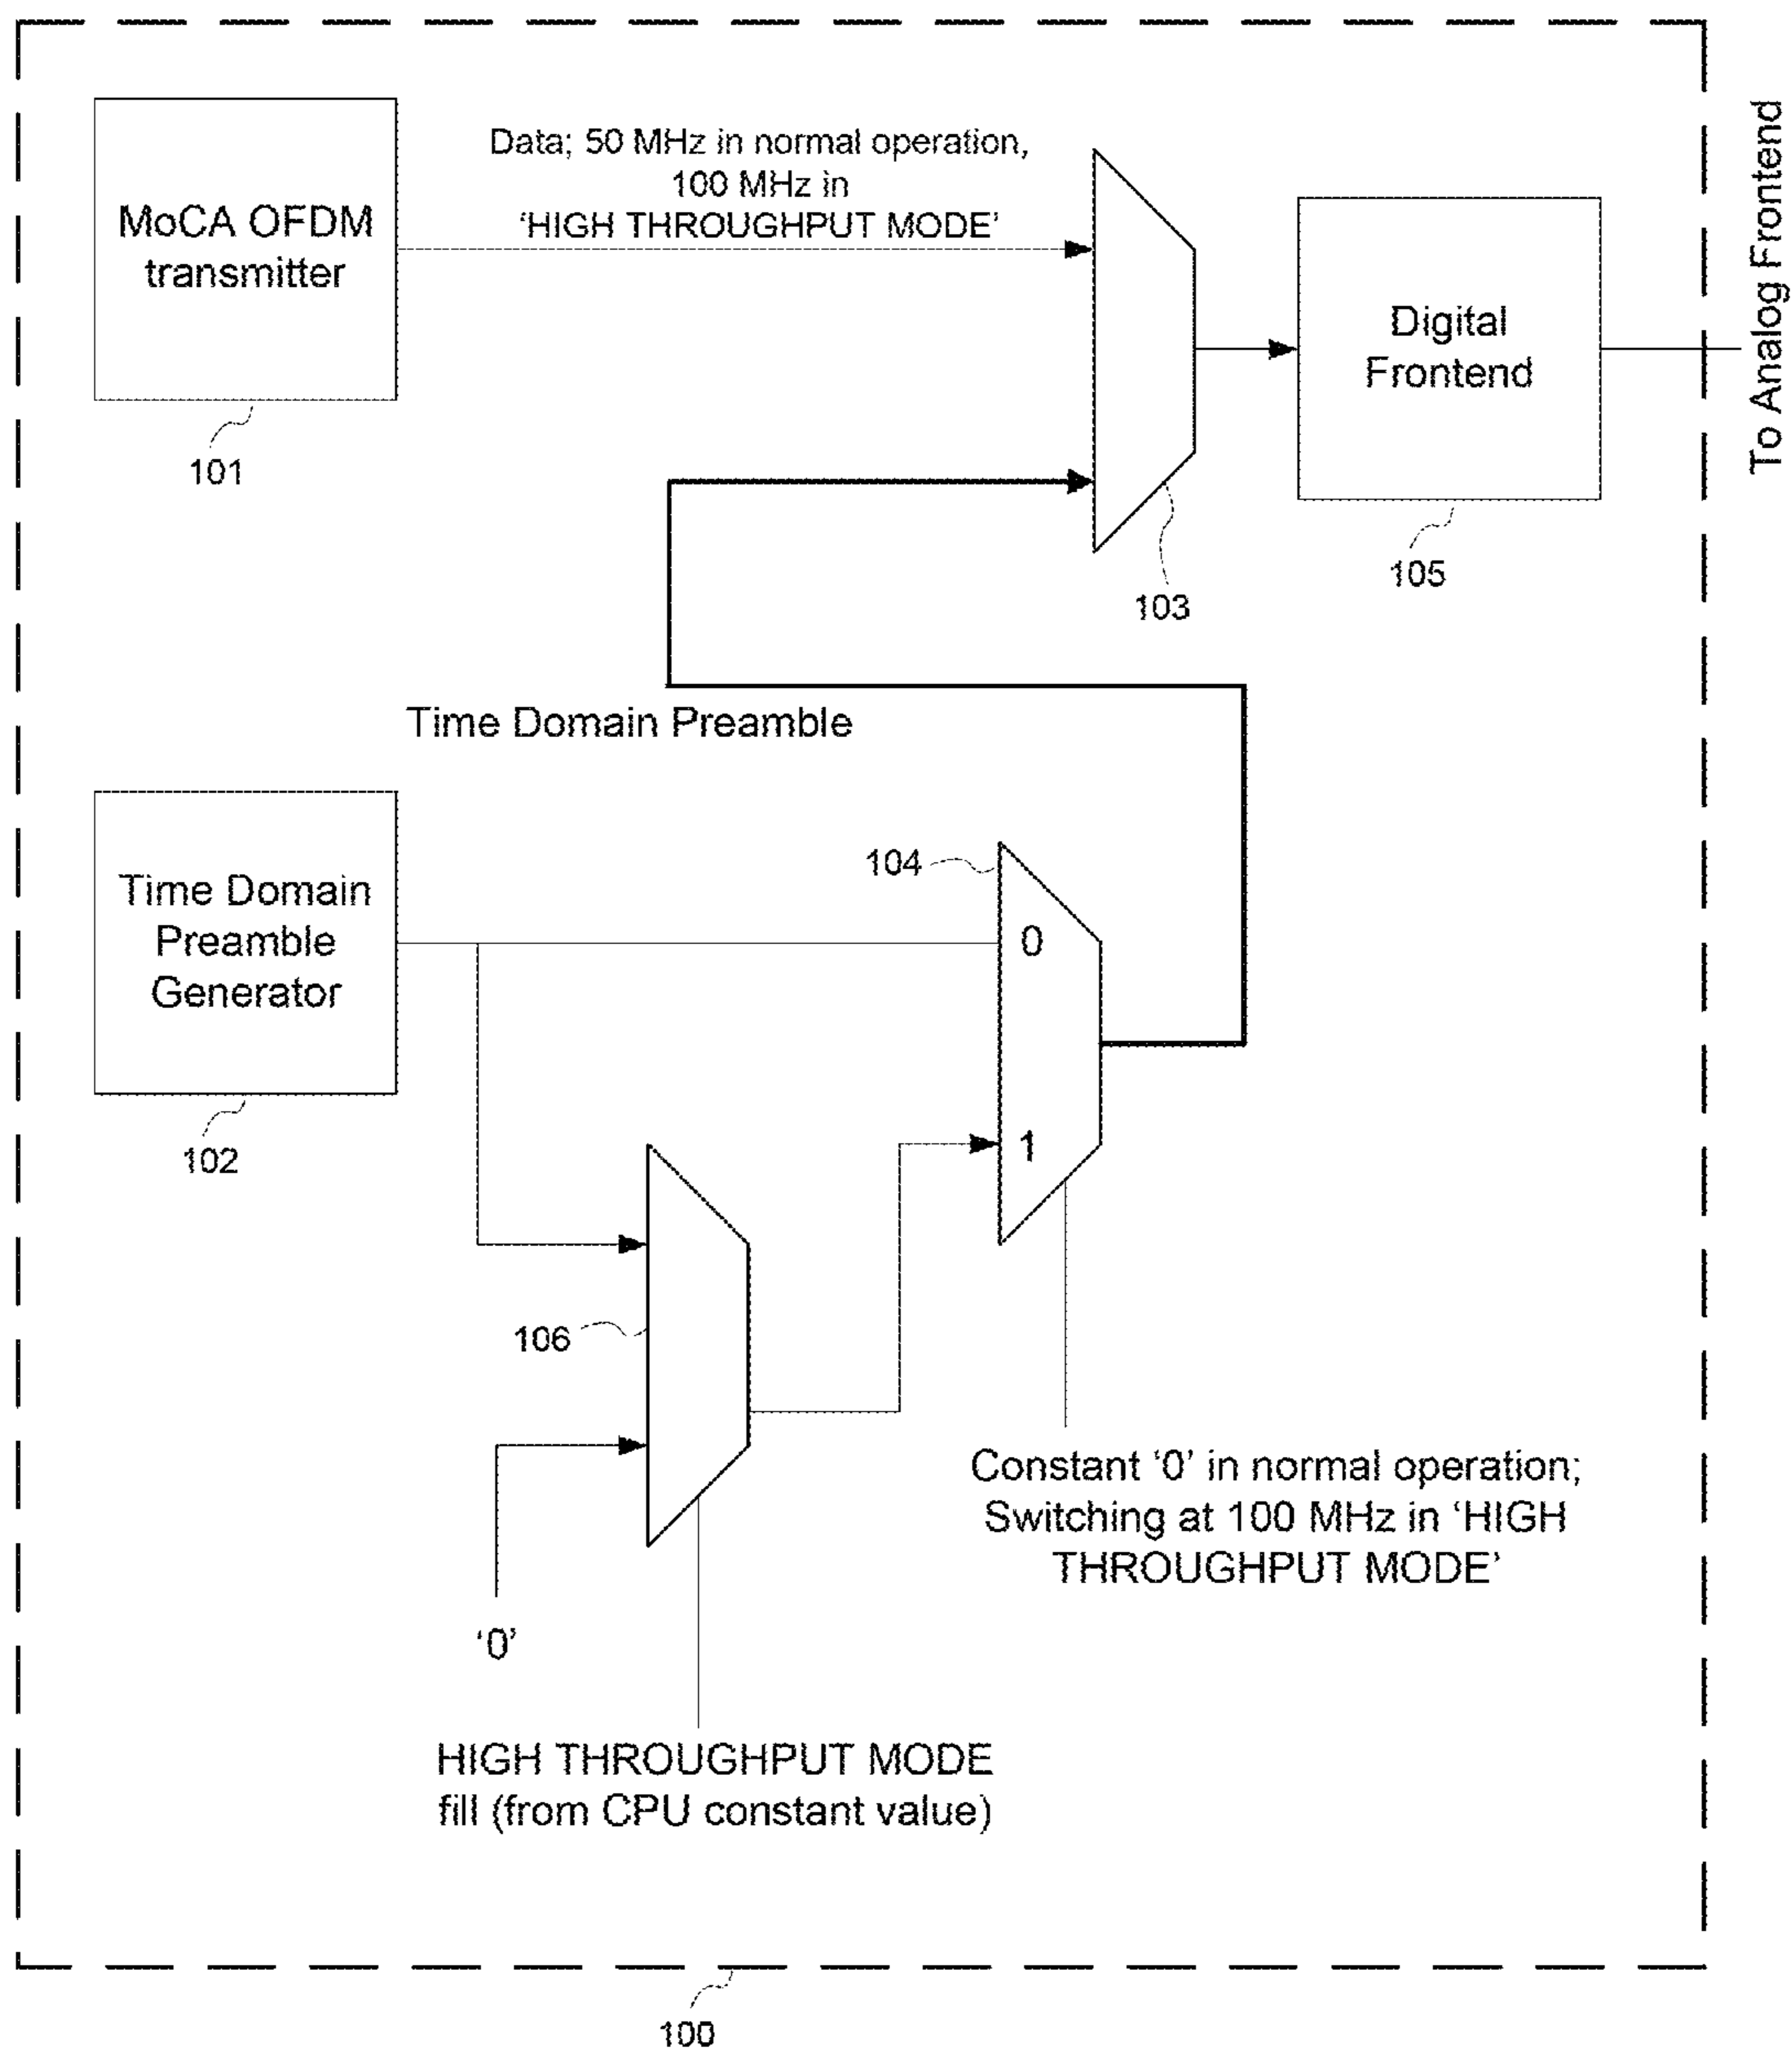 MoCA OFDM
transmitter
101
Data; 50 MHz in normal operation,
100 MHz in
‘HIGH THROUGHPUT MODE’
103
Digital
Frontend
105
To Analog Frontend
Time Domain Preamble
Time Domain
Preamble
Generator
102
104
0
1
106
‘0’
Constant ‘0’ in normal operation;
Switching at 100 MHz in ‘HIGH
THROUGHPUT MODE’
HIGH THROUGHPUT MODE
fill (from CPU constant value)
100